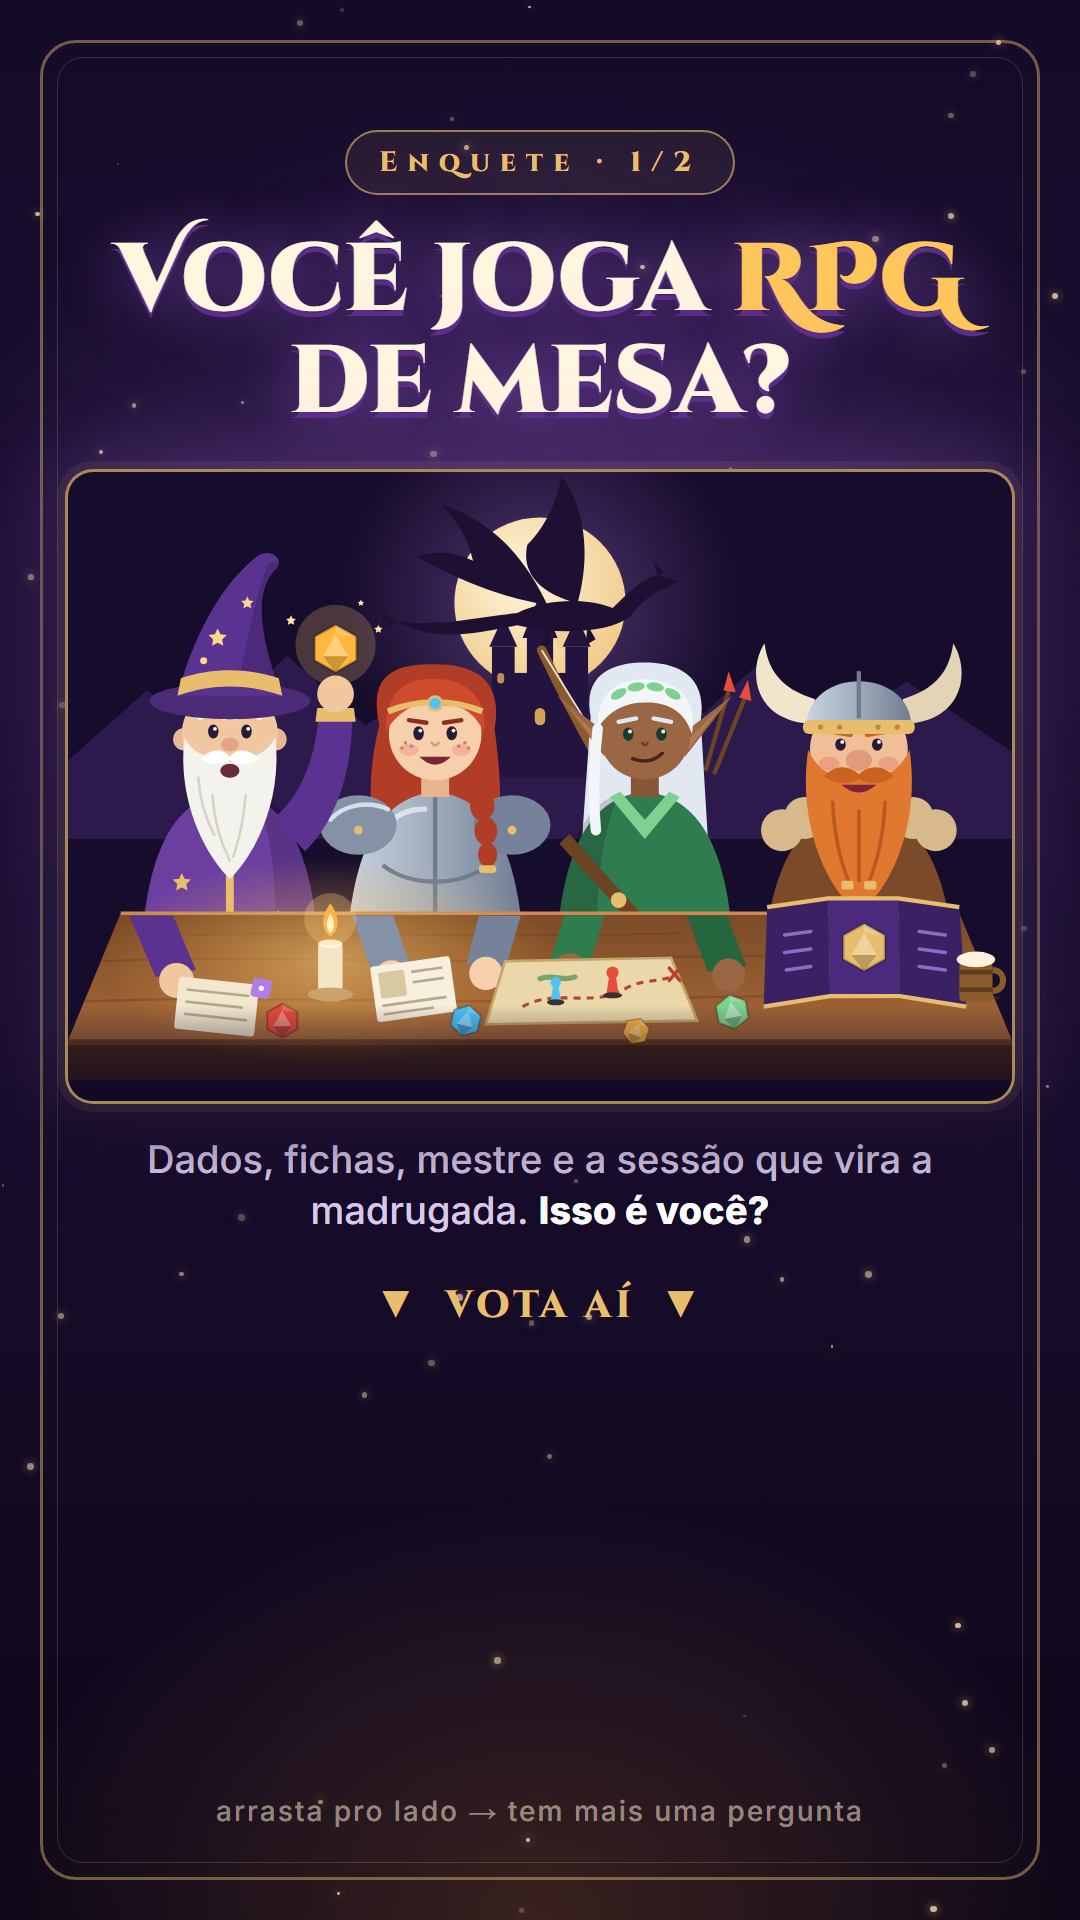 Enquete · 1/2
VOCÊ JOGA RPG
DE MESA?
Dados, fichas, mestre e a sessão que vira a
madrugada. Isso é você?
▼ VOTA AÍ ▼
arrasta pro lado → tem mais uma pergunta